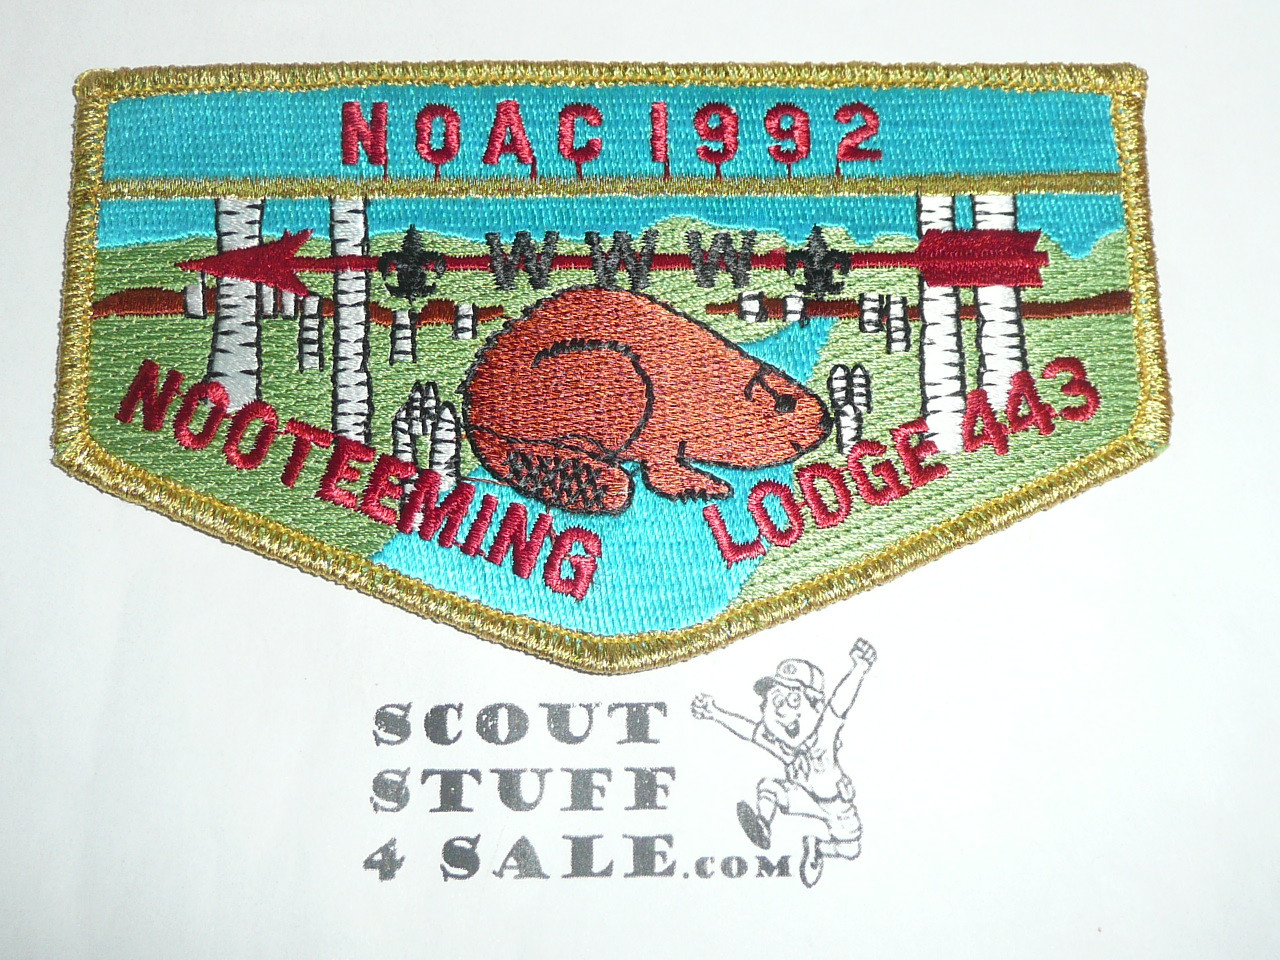 NOAC 1992
WWW
NOOTEEMING LODGE 443
SCOUT
STUFF
4 SALE.COM